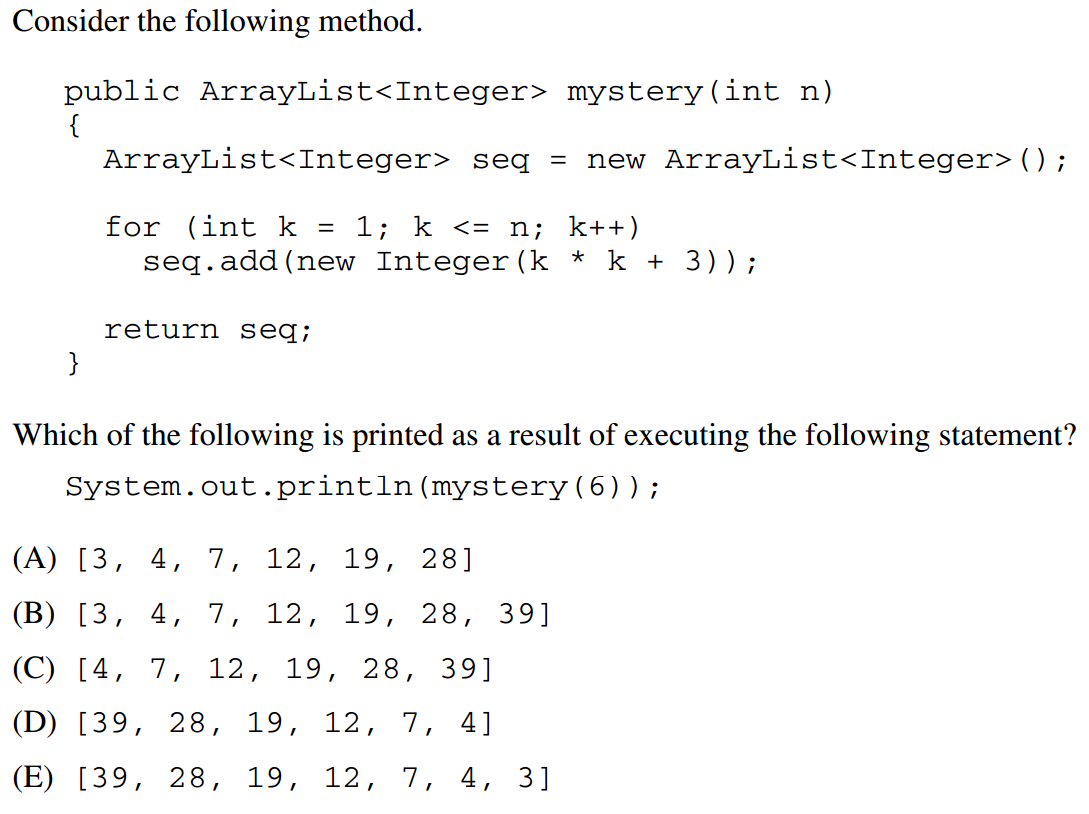 Consider the following method.
public ArrayList<Integer> mystery(int n)
{
ArrayList<Integer> seq = new ArrayList<Integer>();
for (int k = 1; k <= n; k++)
seq.add(new Integer(k * k + 3));
return seq;
}
Which of the following is printed as a result of executing the following statement?
System.out.println(mystery(6));
(A) [3, 4, 7, 12, 19, 28]
(B) [3, 4, 7, 12, 19, 28, 39]
(C) [4, 7, 12, 19, 28, 39]
(D) [39, 28, 19, 12, 7, 4]
(E) [39, 28, 19, 12, 7, 4, 3]